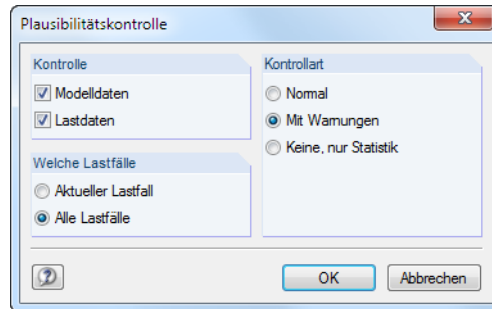 Plausibilitätskontrolle
Kontrolle
Modelldaten
Lastdaten
Welche Lastfälle
Aktueller Lastfall
Alle Lastfälle
Kontrollart
Normal
Mit Warnungen
Keine, nur Statistik
OK
Abbrechen